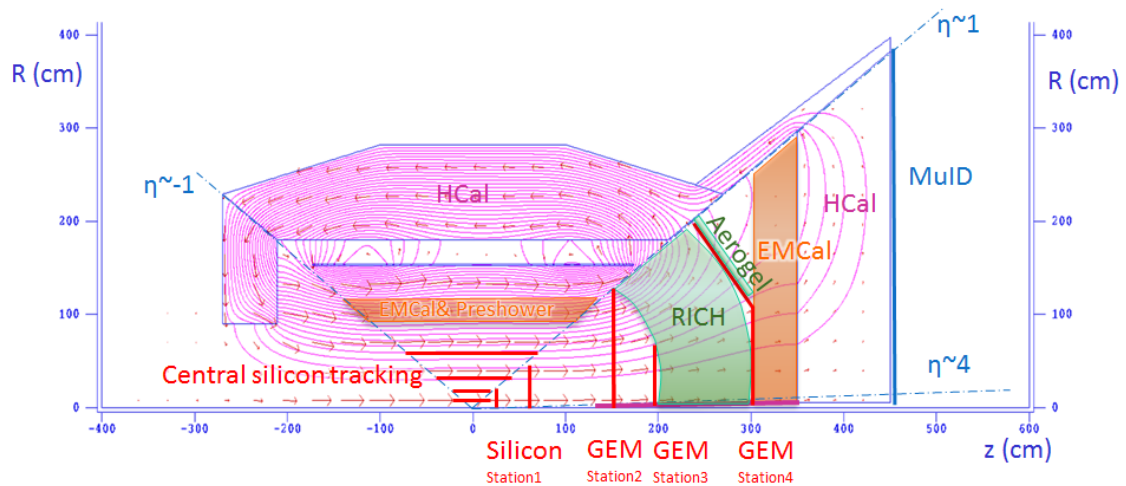 400
400
η~1
R (cm)
R (cm)
300
300
HCal
η~-1
MuID
HCal
200
200
Aerogel
EMCal
EMCal& Preshower
RICH
100
100
η~4
Central silicon tracking
0
0
-400
-300
-200
-100
0
100
200
300
400
500
600
Silicon
GEM
GEM
GEM
z (cm)
Station1
Station2
Station3
Station4